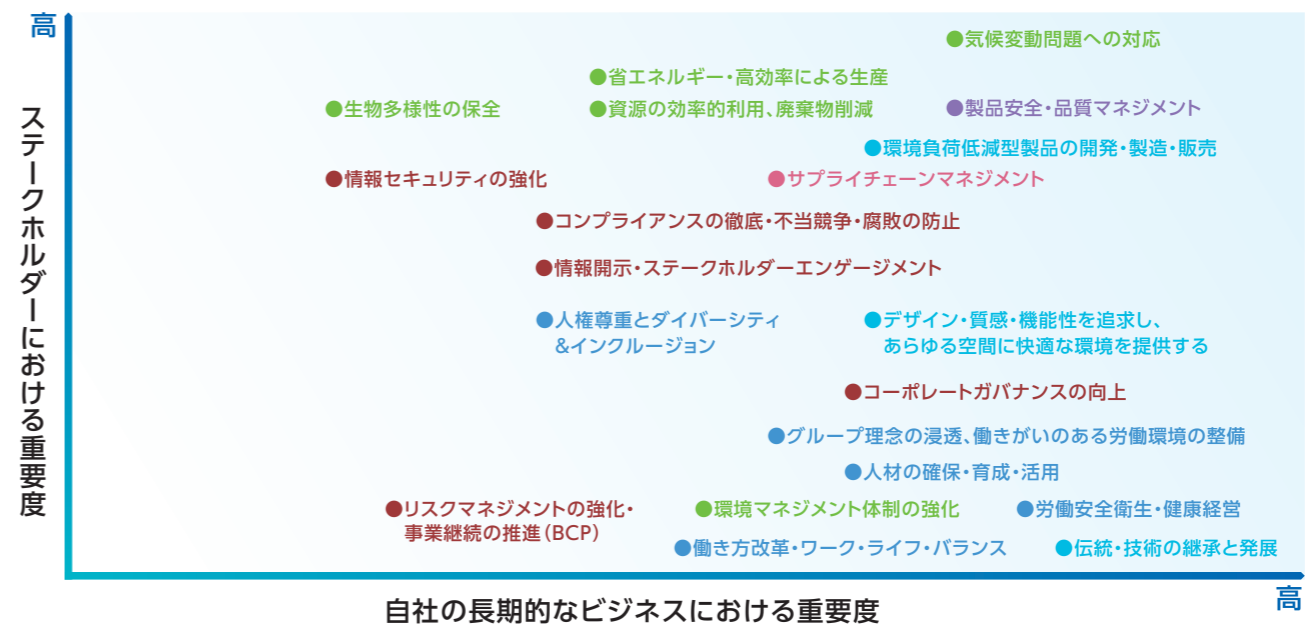 高
ステークホルダーにおける重要度
●気候変動問題への対応
●省エネルギー・高効率による生産
●生物多様性の保全
●資源の効率的利用、廃棄物削減
●製品安全・品質マネジメント
●環境負荷低減型製品の開発・製造・販売
●情報セキュリティの強化
●サプライチェーンマネジメント
●コンプライアンスの徹底・不当競争・腐敗の防止
●情報開示・ステークホルダーエンゲージメント
●人権尊重とダイバーシティ
&インクルージョン
●デザイン・質感・機能性を追求し、
あらゆる空間に快適な環境を提供する
●コーポレートガバナンスの向上
●グループ理念の浸透、働きがいのある労働環境の整備
●人材の確保・育成・活用
●リスクマネジメントの強化・
事業継続の推進（BCP）
●環境マネジメント体制の強化
●労働安全衛生・健康経営
●働き方改革・ワーク・ライフ・バランス
●伝統・技術の継承と発展
自社の長期的なビジネスにおける重要度
高